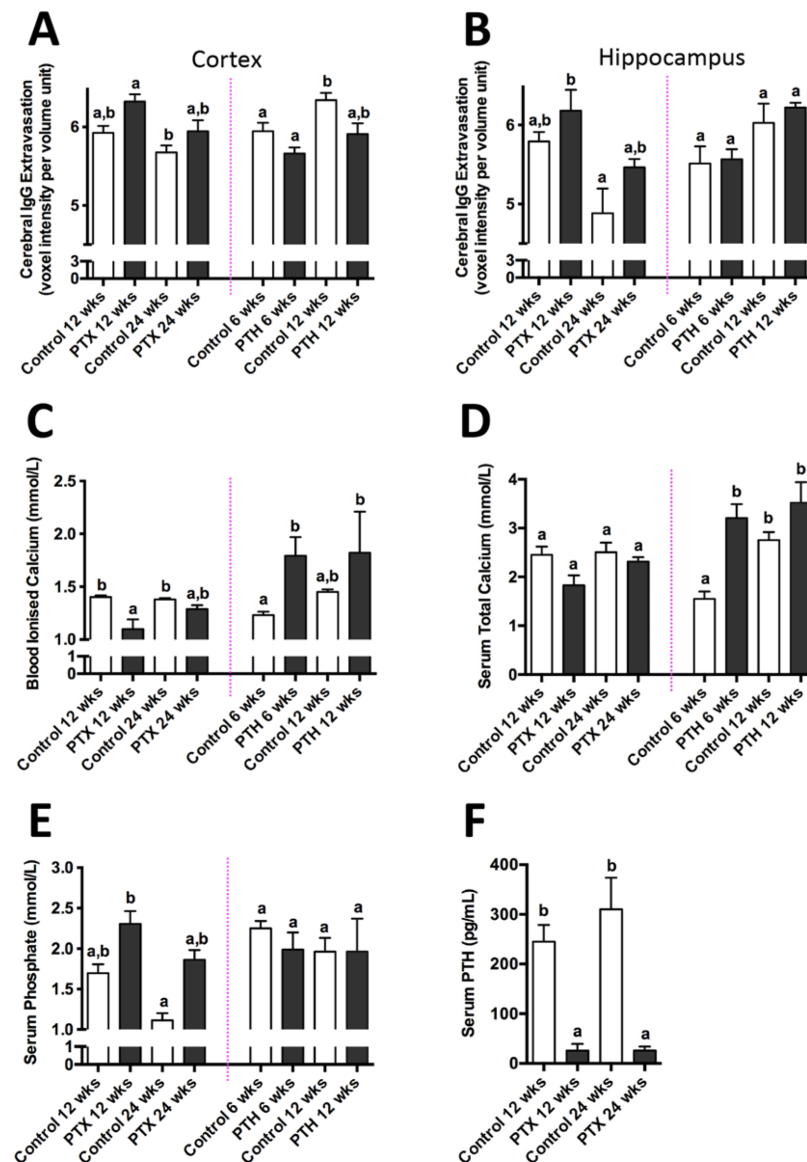 A
Cortex
Cerebral IgG Extravasation
(voxel intensity per volume unit)
6
5
3
0
a,b
a
b
a,b
a
a
b
a,b
Control 12 wks
PTX 12 wks
Control 24 wks
PTX 24 wks
Control 6 wks
PTH 6 wks
Control 12 wks
PTH 12 wks
B
Hippocampus
Cerebral IgG Extravasation
(voxel intensity per volume unit)
6
5
3
0
a,b
b
a
a,b
a
a
a
a
Control 12 wks
PTX 12 wks
Control 24 wks
PTX 24 wks
Control 6 wks
PTH 6 wks
Control 12 wks
PTH 12 wks
C
Blood Ionised Calcium (mmol/L)
2.5
2.0
1.5
1.0
1
0
b
a
b
a,b
a
b
a,b
b
Control 12 wks
PTX 12 wks
Control 24 wks
PTX 24 wks
Control 6 wks
PTH 6 wks
Control 12 wks
PTH 12 wks
D
Serum Total Calcium (mmol/L)
4
3
2
1
0
a
a
a
a
a
b
b
b
Control 12 wks
PTX 12 wks
Control 24 wks
PTX 24 wks
Control 6 wks
PTH 6 wks
Control 12 wks
PTH 12 wks
E
Serum Phosphate (mmol/L)
3.0
2.5
2.0
1.5
1.0
1
0
a,b
b
a
a,b
a
a
a
a
Control 12 wks
PTX 12 wks
Control 24 wks
PTX 24 wks
Control 6 wks
PTH 6 wks
Control 12 wks
PTH 12 wks
F
Serum PTH (pg/mL)
400
300
200
100
0
b
a
b
a
Control 12 wks
PTX 12 wks
Control 24 wks
PTX 24 wks